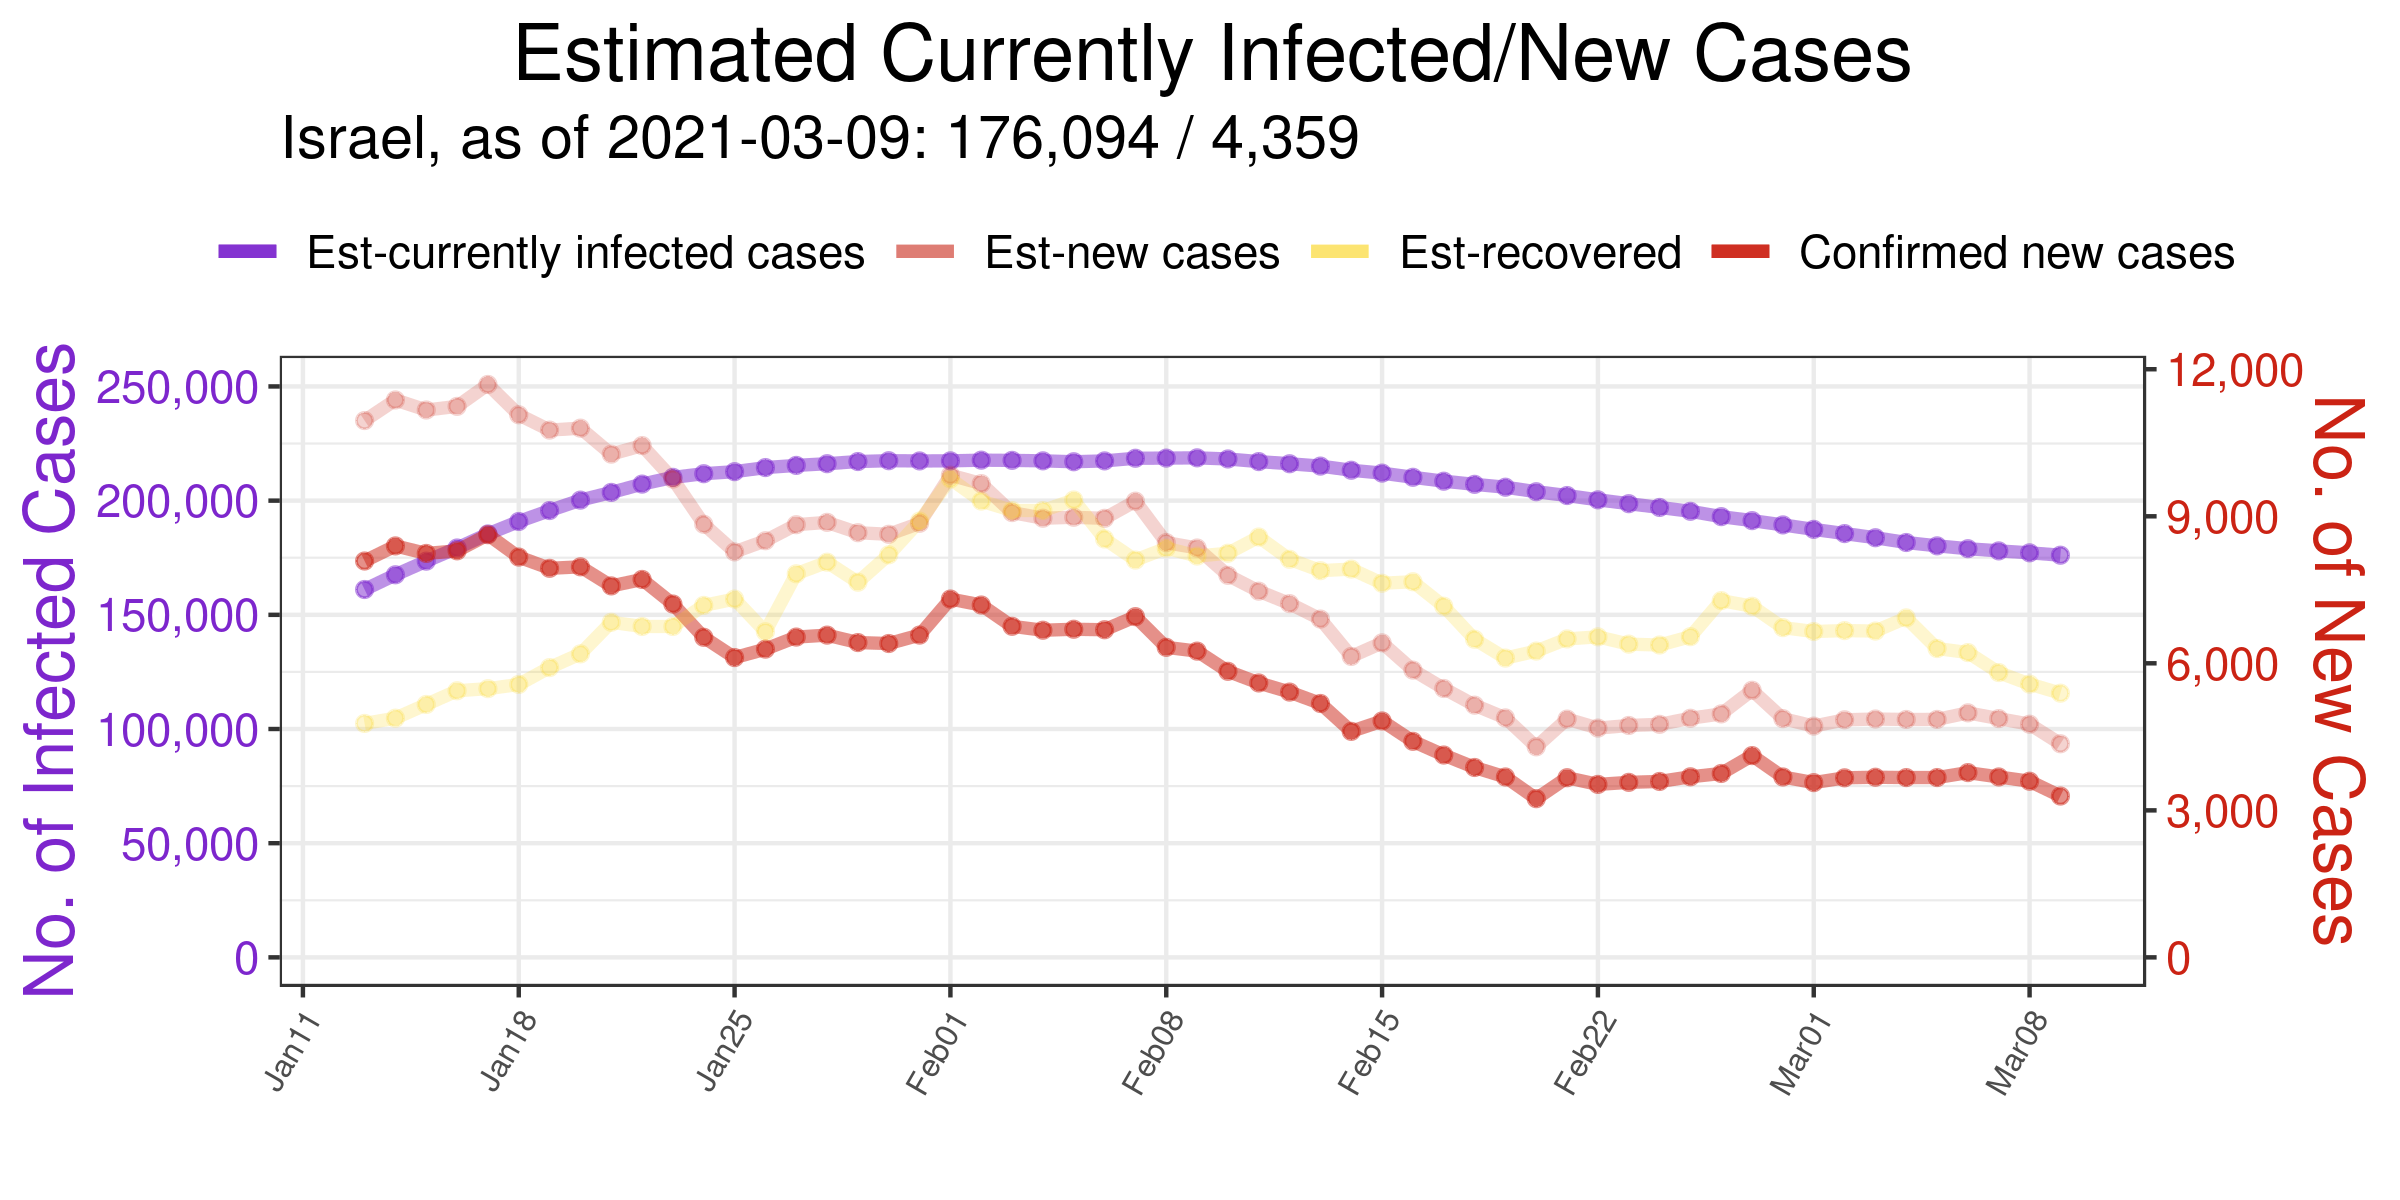 Estimated Currently Infected/New Cases
Israel, as of 2021-03-09: 176,094 / 4,359
Est-currently infected cases Est-new cases Est-recovered Confirmed new cases
No. of Infected Cases
250,000
200,000
150,000
100,000
50,000
0
12,000
9,000
6,000
3,000
0
No. of New Cases
Jan11 Jan18 Jan25 Feb01 Feb08 Feb15 Feb22 Mar01 Mar08